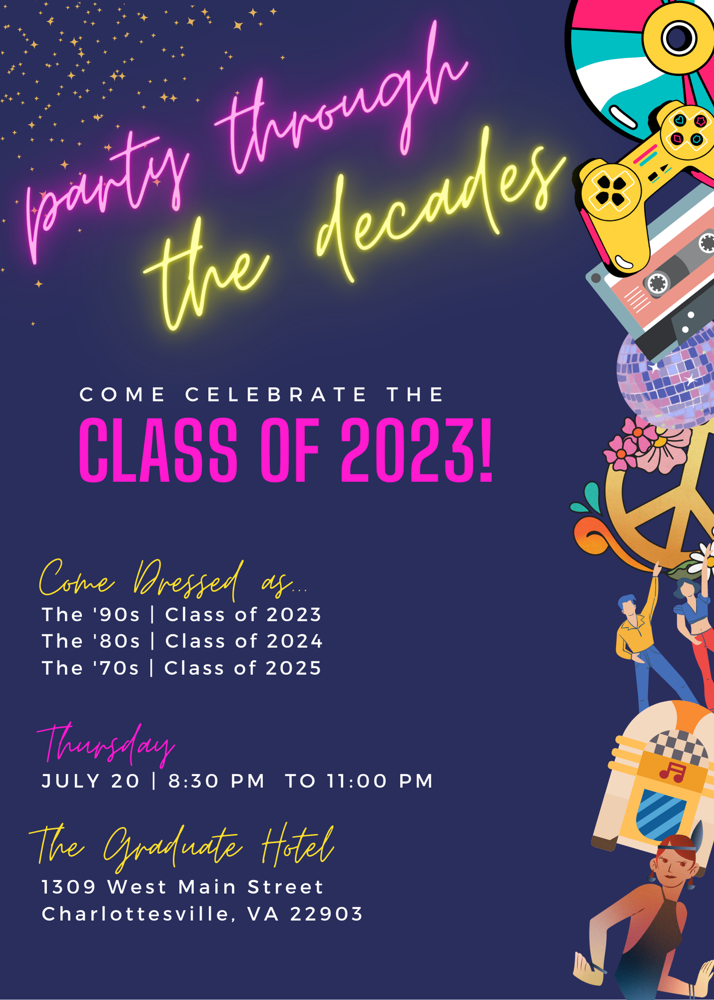 party through
the decades
COME CELEBRATE THE
CLASS OF 2023!
Come Dressed as...
The '90s | Class of 2023
The '80s | Class of 2024
The '70s | Class of 2025
Thursday
JULY 20 | 8:30 PM TO 11:00 PM
The Graduate Hotel
1309 West Main Street
Charlottesville, VA 22903